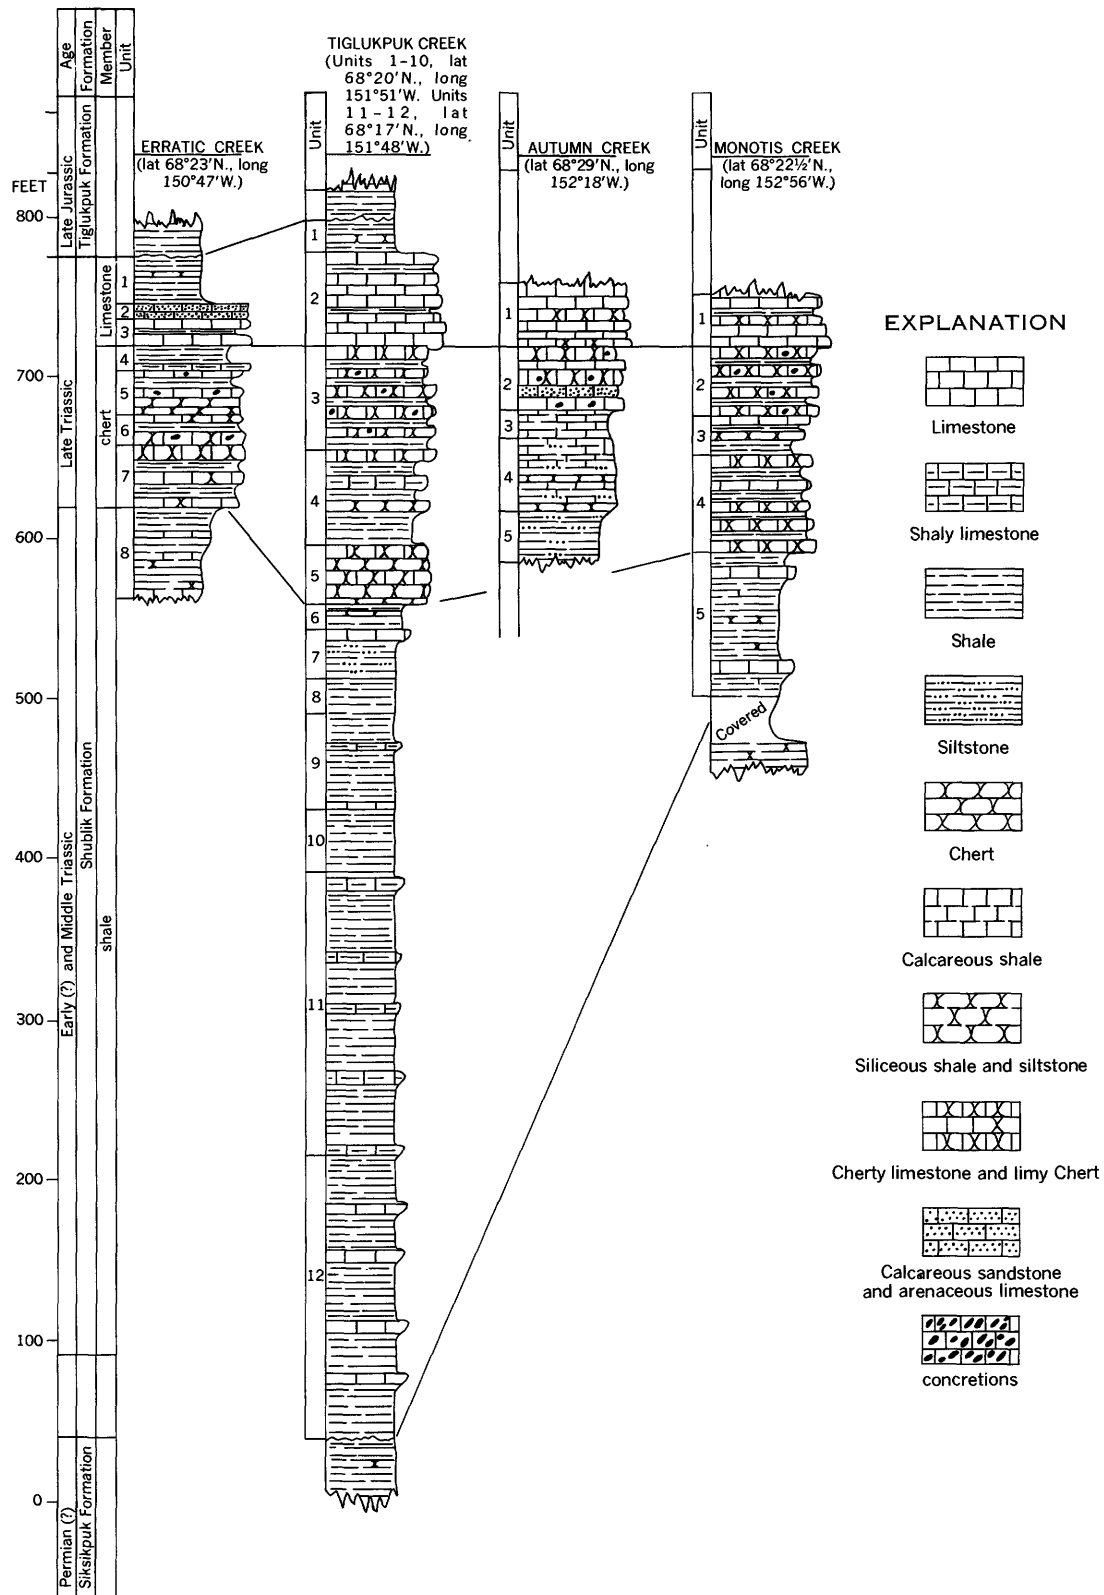 Age
Formation
Member
Unit
Late Jurassic
Tiglukpuk Formation
Late Triassic
Early (?) and Middle Triassic
Permian (?)
Shublik Formation
Siksikpuk Formation
Limestone
chert
shale
FEET
800
700
600
500
400
300
200
100
0
ERRATIC CREEK
(lat 68°23'N., long
150°47'W.)
1
2
3
4
5
6
7
8
TIGLUKPUK CREEK
(Units 1-10, lat
68°20'N., long
151°51'W. Units
11-12, lat
68°17'N., long
151°48'W.)
Unit
1
2
3
4
5
6
7
8
9
10
11
12
AUTUMN CREEK
(lat 68°29'N., long
152°18'W.)
Unit
1
2
3
4
5
MONOTIS CREEK
(lat 68°22½'N.,
long 152°56'W.)
Unit
1
2
3
4
5
Covered
EXPLANATION
Limestone
Shaly limestone
Shale
Siltstone
Chert
Calcareous shale
Siliceous shale and siltstone
Cherty limestone and limy Chert
Calcareous sandstone
and arenaceous limestone
concretions